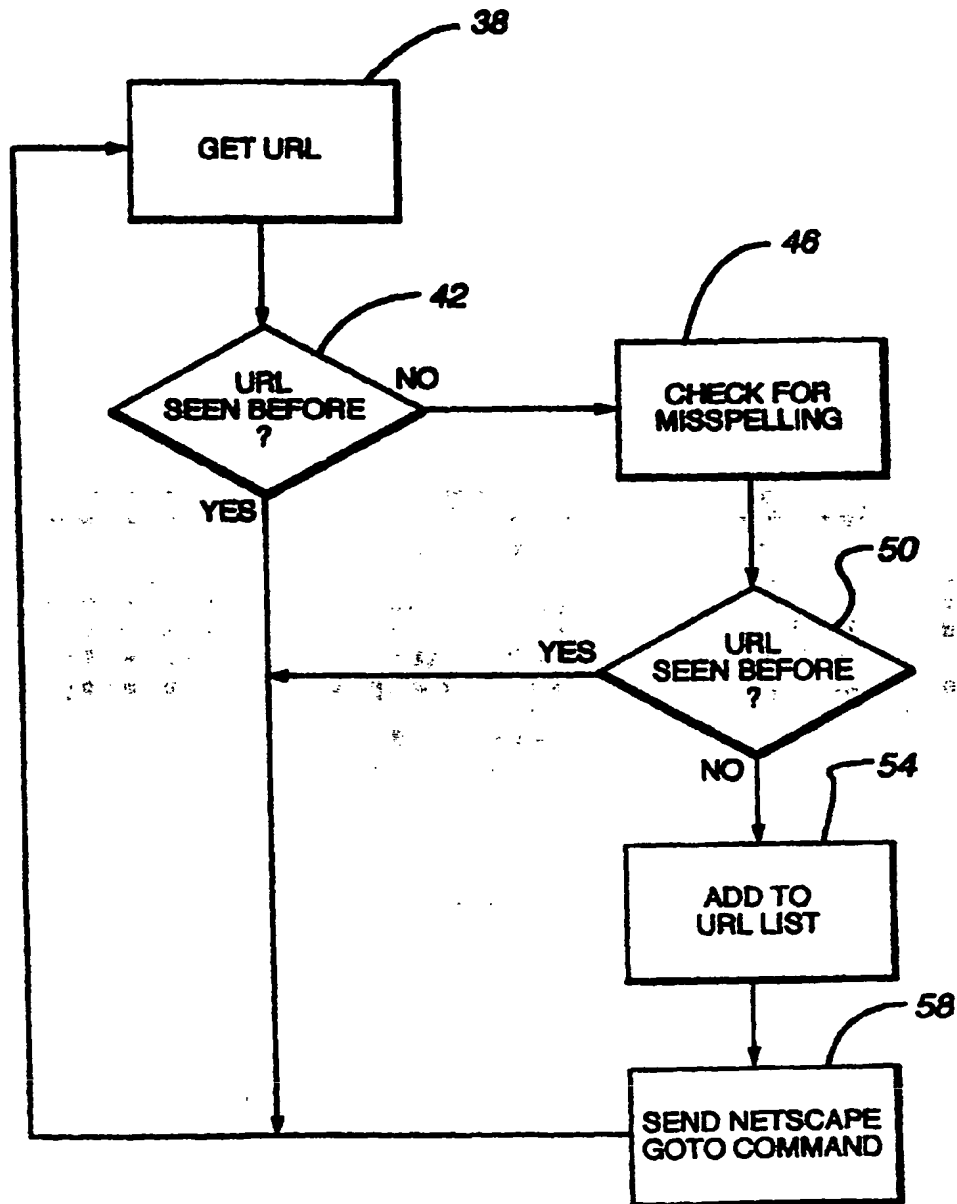 38
GET URL
42
URL
SEEN BEFORE
?
NO
YES
46
CHECK FOR
MISSPELLING
50
URL
SEEN BEFORE
?
YES
NO
54
ADD TO
URL LIST
58
SEND NETSCAPE
GOTO COMMAND